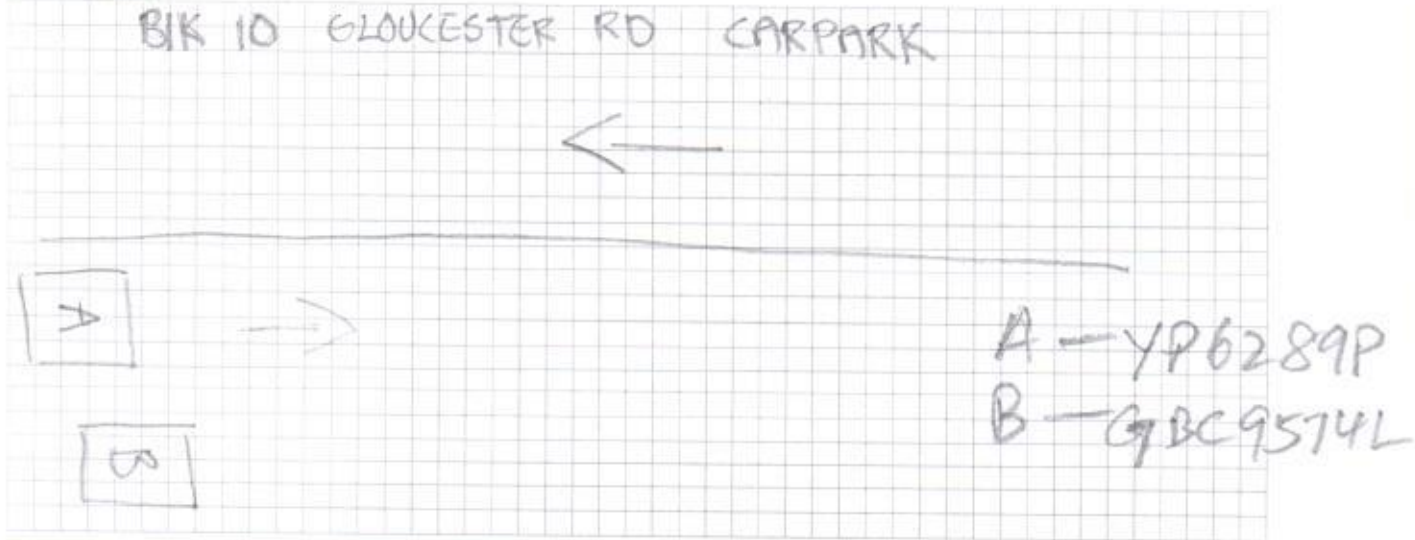 Blk 10 GLOUCESTER RD CARPARK
A
A - YP6289P
B - GBC9574L
B